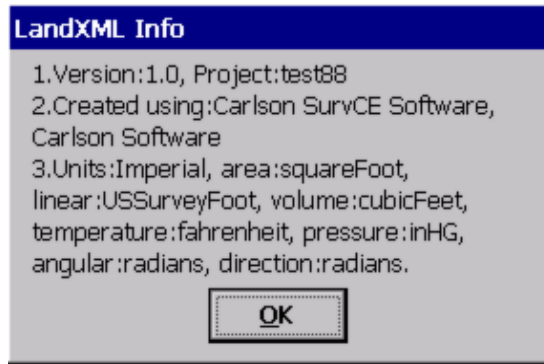 LandXML Info
1.Version:1.0, Project:test88
2.Created using:Carlson SurvCE Software,
Carlson Software
3.Units:Imperial, area:squareFoot,
linear:USSurveyFoot, volume:cubicFeet,
temperature:fahrenheit, pressure:inHG,
angular:radians, direction:radians.
OK